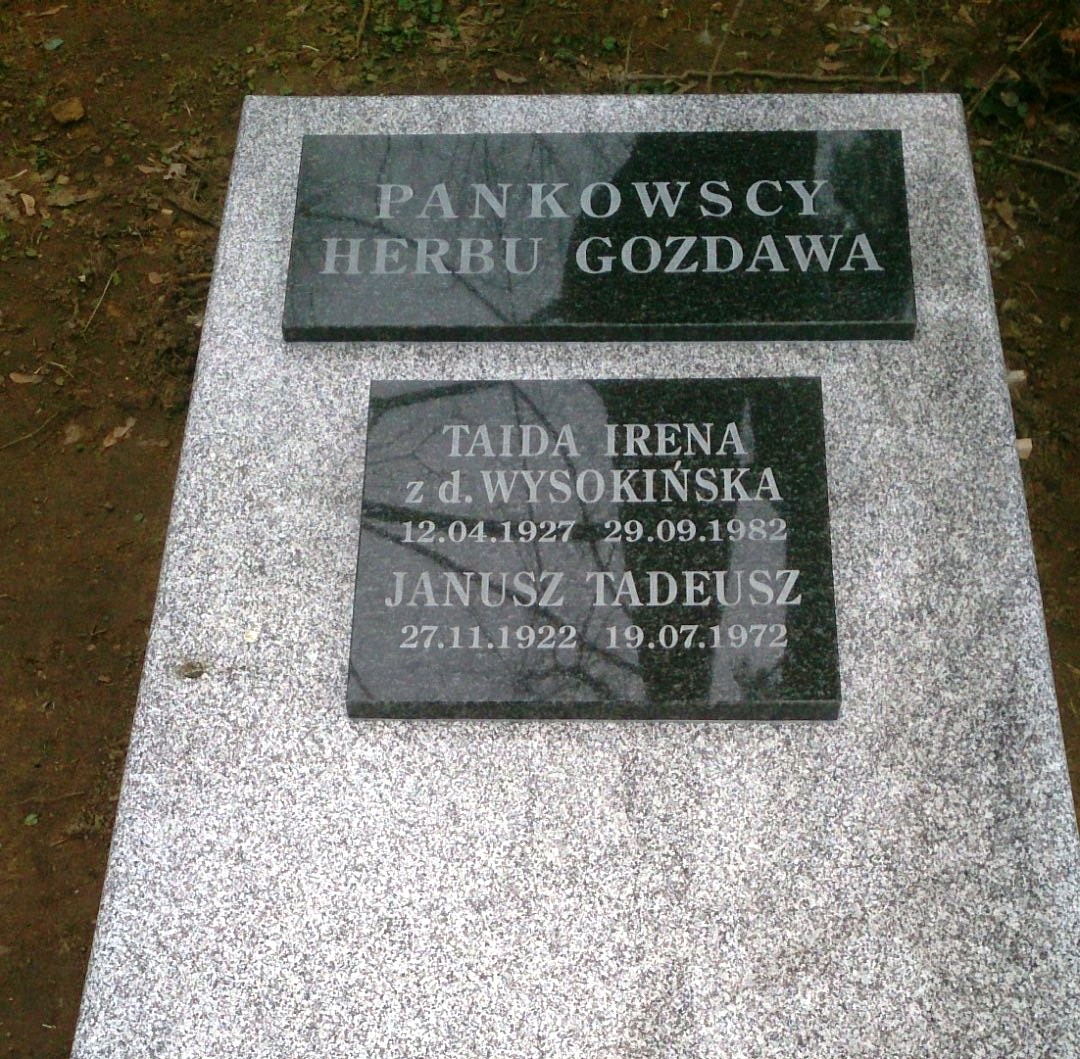 PANKOWSCY
HERBU GOZDAWA
TAIDA IRENA
z d. WYSOKIŃSKA
12.04.1927 29.09.1982
JANUSZ TADEUSZ
27.11.1922 19.07.1972